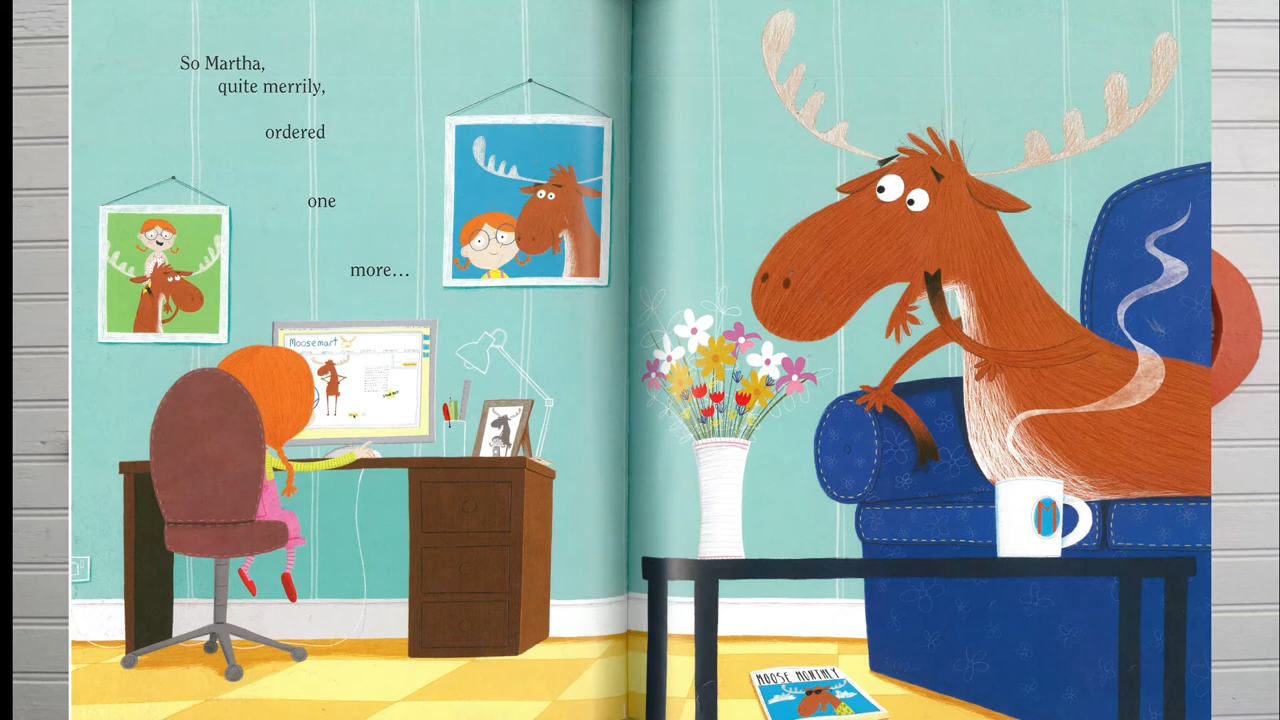 So Martha,
quite merrily,
ordered
one
more...
Moosemart
M
MOOSE MONTHLY